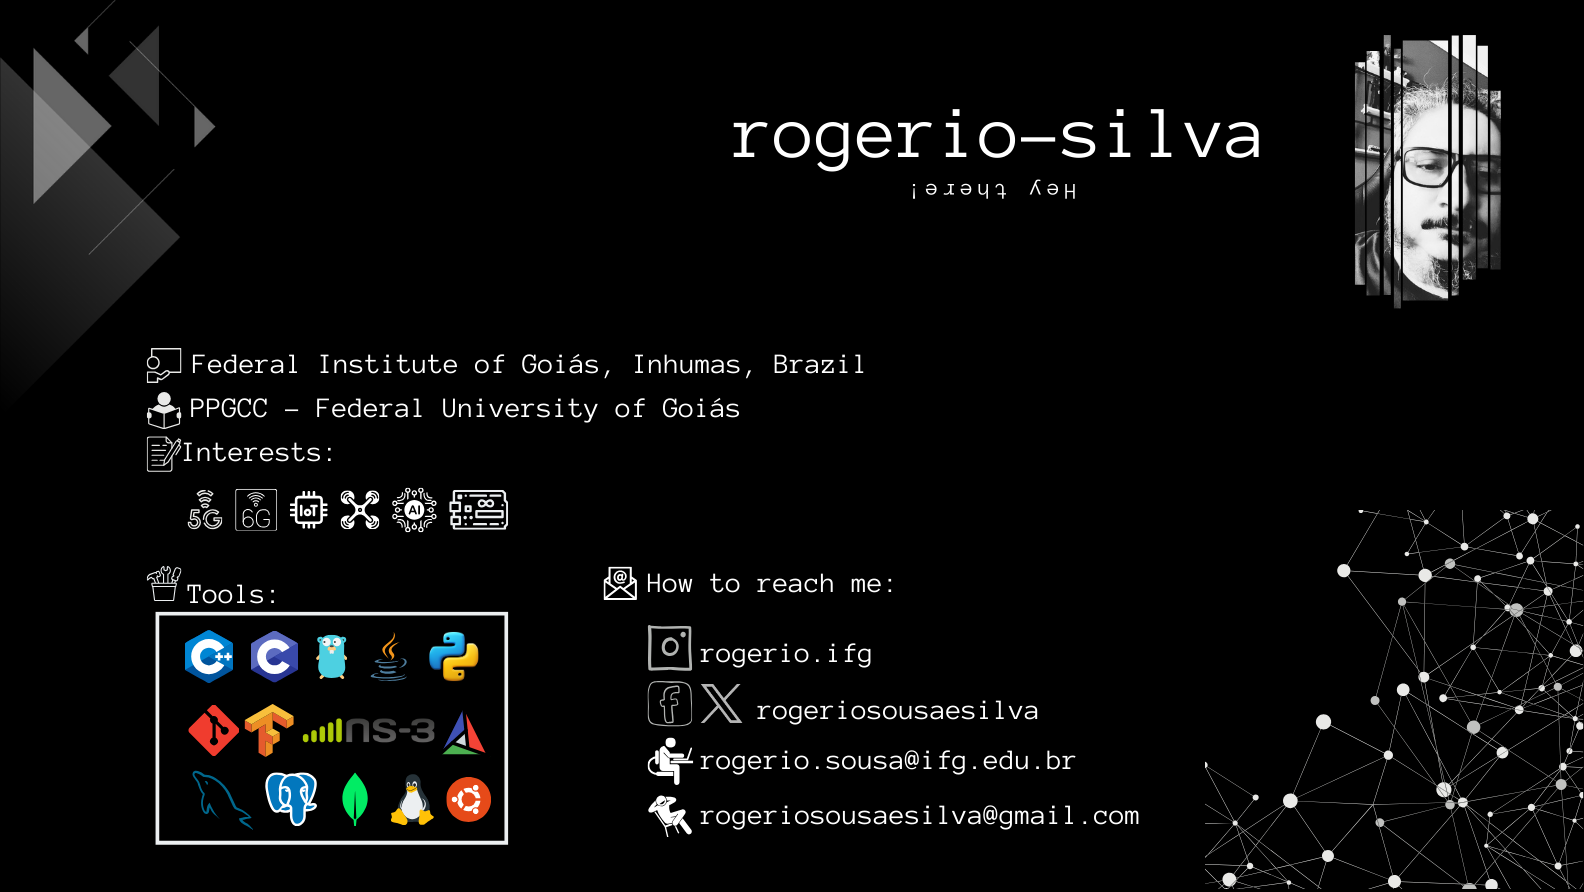 rogerio-silva
Hey there!
Federal Institute of Goiás, Inhumas, Brazil
PPGCC - Federal University of Goiás
Interests:
5G 6G IoT AI
Tools:
C++ C
NS-3
How to reach me:
rogerio.ifg
rogeriosousaesilva
rogerio.sousa@ifg.edu.br
rogeriosousaesilva@gmail.com